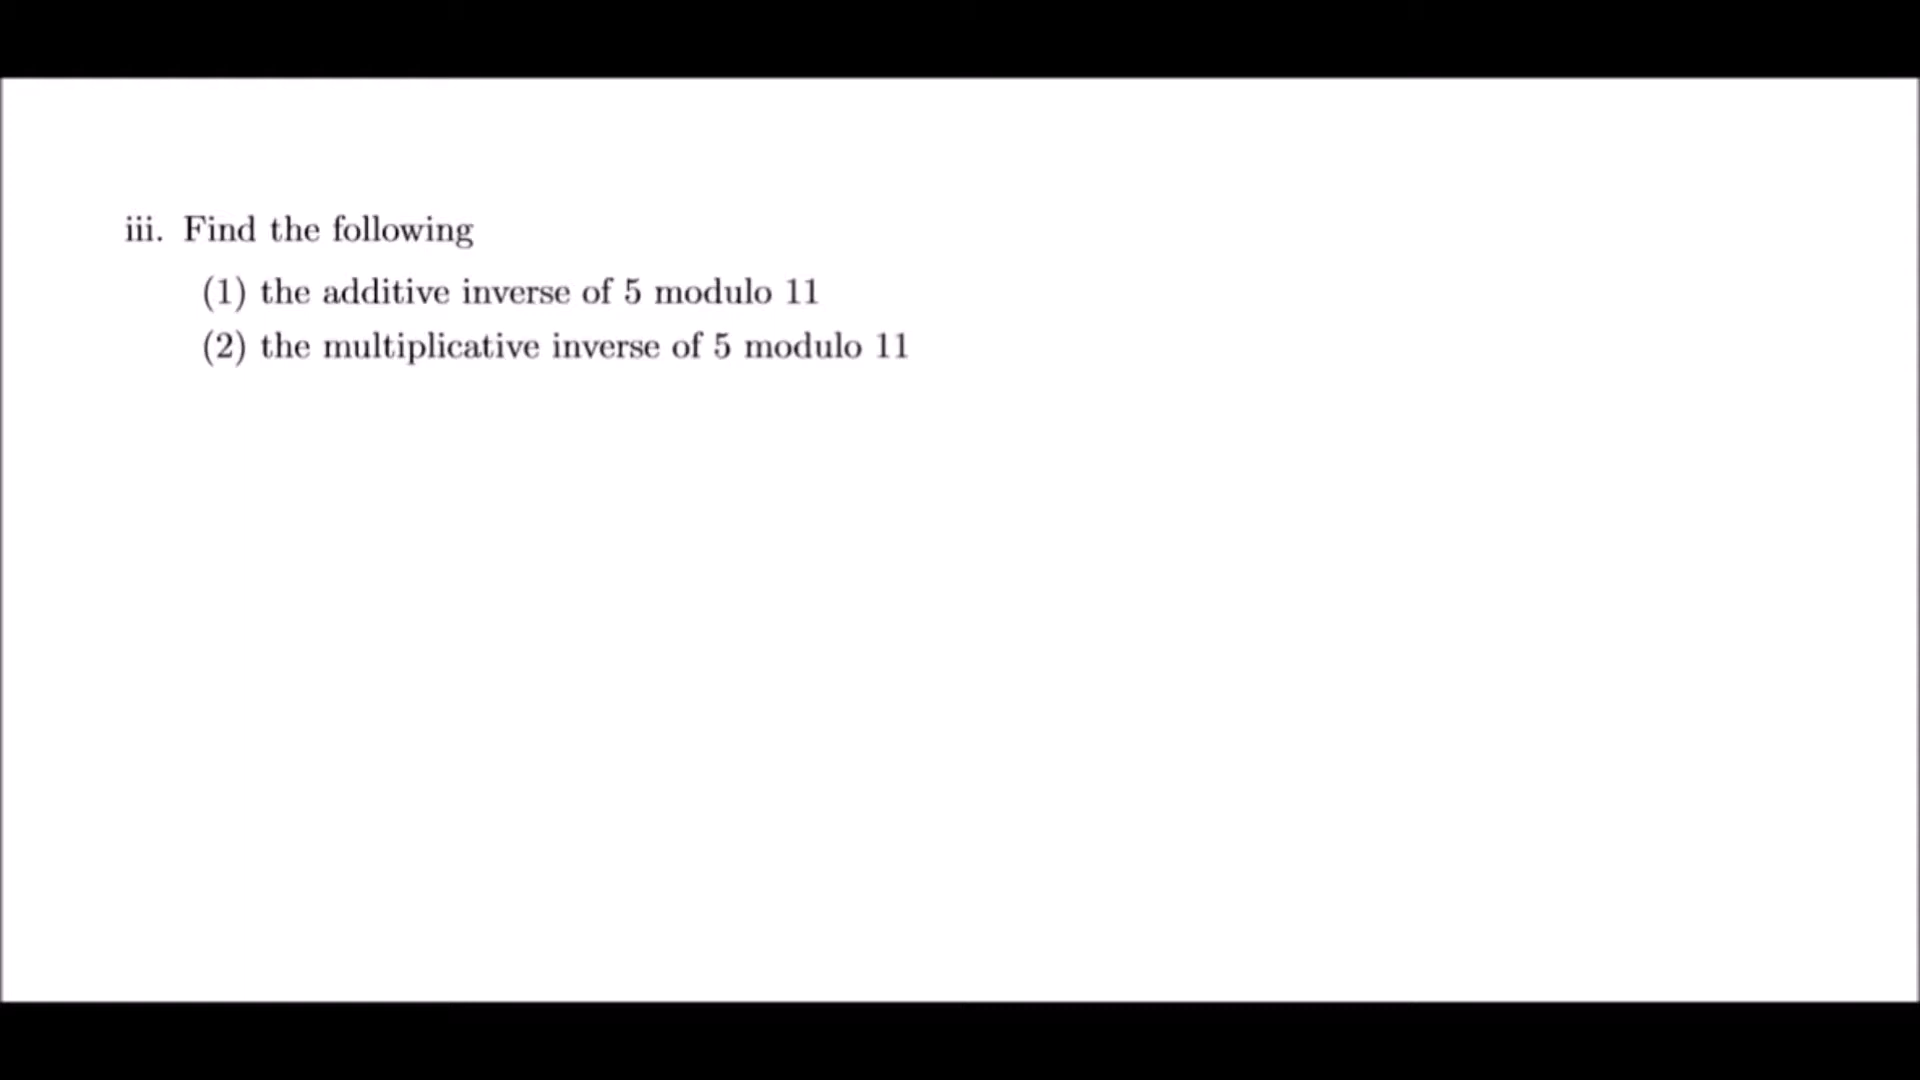 iii. Find the following
(1) the additive inverse of 5 modulo 11
(2) the multiplicative inverse of 5 modulo 11